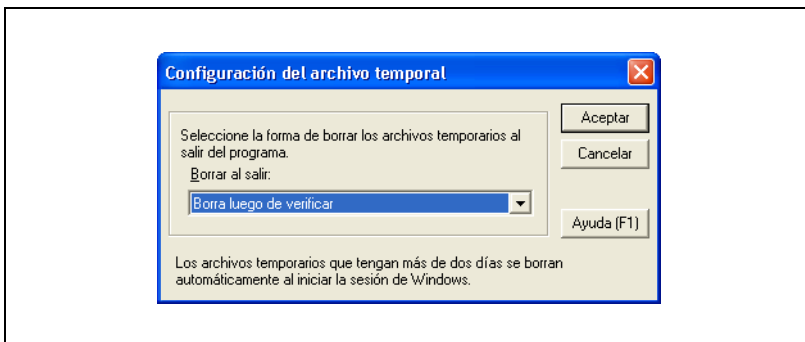 Configuración del archivo temporal
Seleccione la forma de borrar los archivos temporarios al
salir del programa.
Borrar al salir:
Borra luego de verificar
Aceptar
Cancelar
Ayuda (F1)
Los archivos temporarios que tengan más de dos días se borran
automáticamente al iniciar la sesión de Windows.